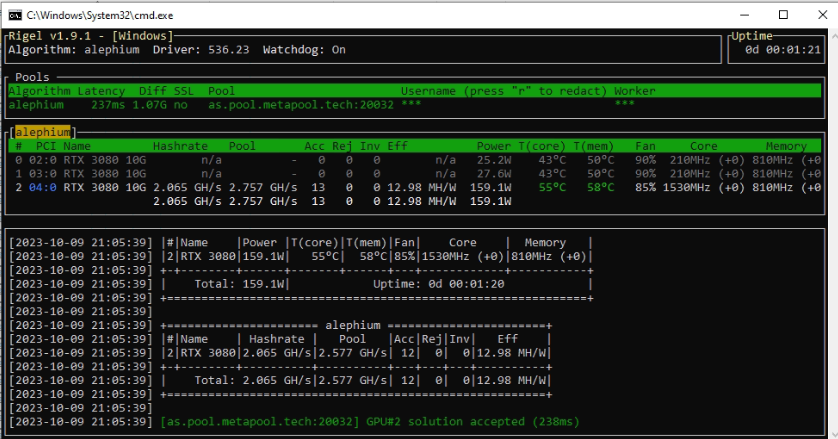 C:\Windows\System32\cmd.exe
Rigel v1.9.1 - [Windows] Uptime
Algorithm: alephium Driver: 536.23 Watchdog: On 0d 00:01:21
Pools
Algorithm Latency Diff SSL Pool Username (press "r" to redact) Worker
alephium 237ms 1.07G no as.pool.metapool.tech:20032 *** ***
[alephium]
# PCI Name Hashrate Pool Acc Rej Inv Eff Power T(core) T(mem) Fan Core Memory
0 02:0 RTX 3080 10G n/a - 0 0 0 n/a 25.2W 43ºC 50ºC 90% 210MHz (+0) 810MHz (+0
1 03:0 RTX 3080 10G n/a - 0 0 0 n/a 27.6W 43ºC 50ºC 90% 210MHz (+0) 810MHz (+0
2 04:0 RTX 3080 10G 2.065 GH/s 2.757 GH/s 13 0 0 12.98 MH/W 159.1W 55ºC 58ºC 85% 1530MHz (+0) 810MHz (+0
2.065 GH/s 2.757 GH/s 13 0 0 12.98 MH/W 159.1W
[2023-10-09 21:05:39] |#|Name |Power |T(core)|T(mem)|Fan| Core | Memory |
[2023-10-09 21:05:39] |2|RTX 3080|159.1W| 55ºC| 58ºC|85%|1530MHz (+0)|810MHz (+0)|
[2023-10-09 21:05:39] +-+--------+------+-------+------+---+------------+-----------+
[2023-10-09 21:05:39] | Total: 159.1W| Uptime: 0d 00:01:20 |
[2023-10-09 21:05:39] +=============================================================+
[2023-10-09 21:05:39]
[2023-10-09 21:05:39] +====================== alephium =======================+
[2023-10-09 21:05:39] |#|Name | Hashrate | Pool |Acc|Rej|Inv| Eff |
[2023-10-09 21:05:39] |2|RTX 3080|2.065 GH/s|2.577 GH/s| 12| 0| 0|12.98 MH/W|
[2023-10-09 21:05:39] +-+--------+----------+----------+---+---+---+----------+
[2023-10-09 21:05:39] | Total: 2.065 GH/s|2.577 GH/s| 12| 0| 0|12.98 MH/W|
[2023-10-09 21:05:39] +=======================================================+
[2023-10-09 21:05:39]
[2023-10-09 21:05:39] [as.pool.metapool.tech:20032] GPU#2 solution accepted (238ms)